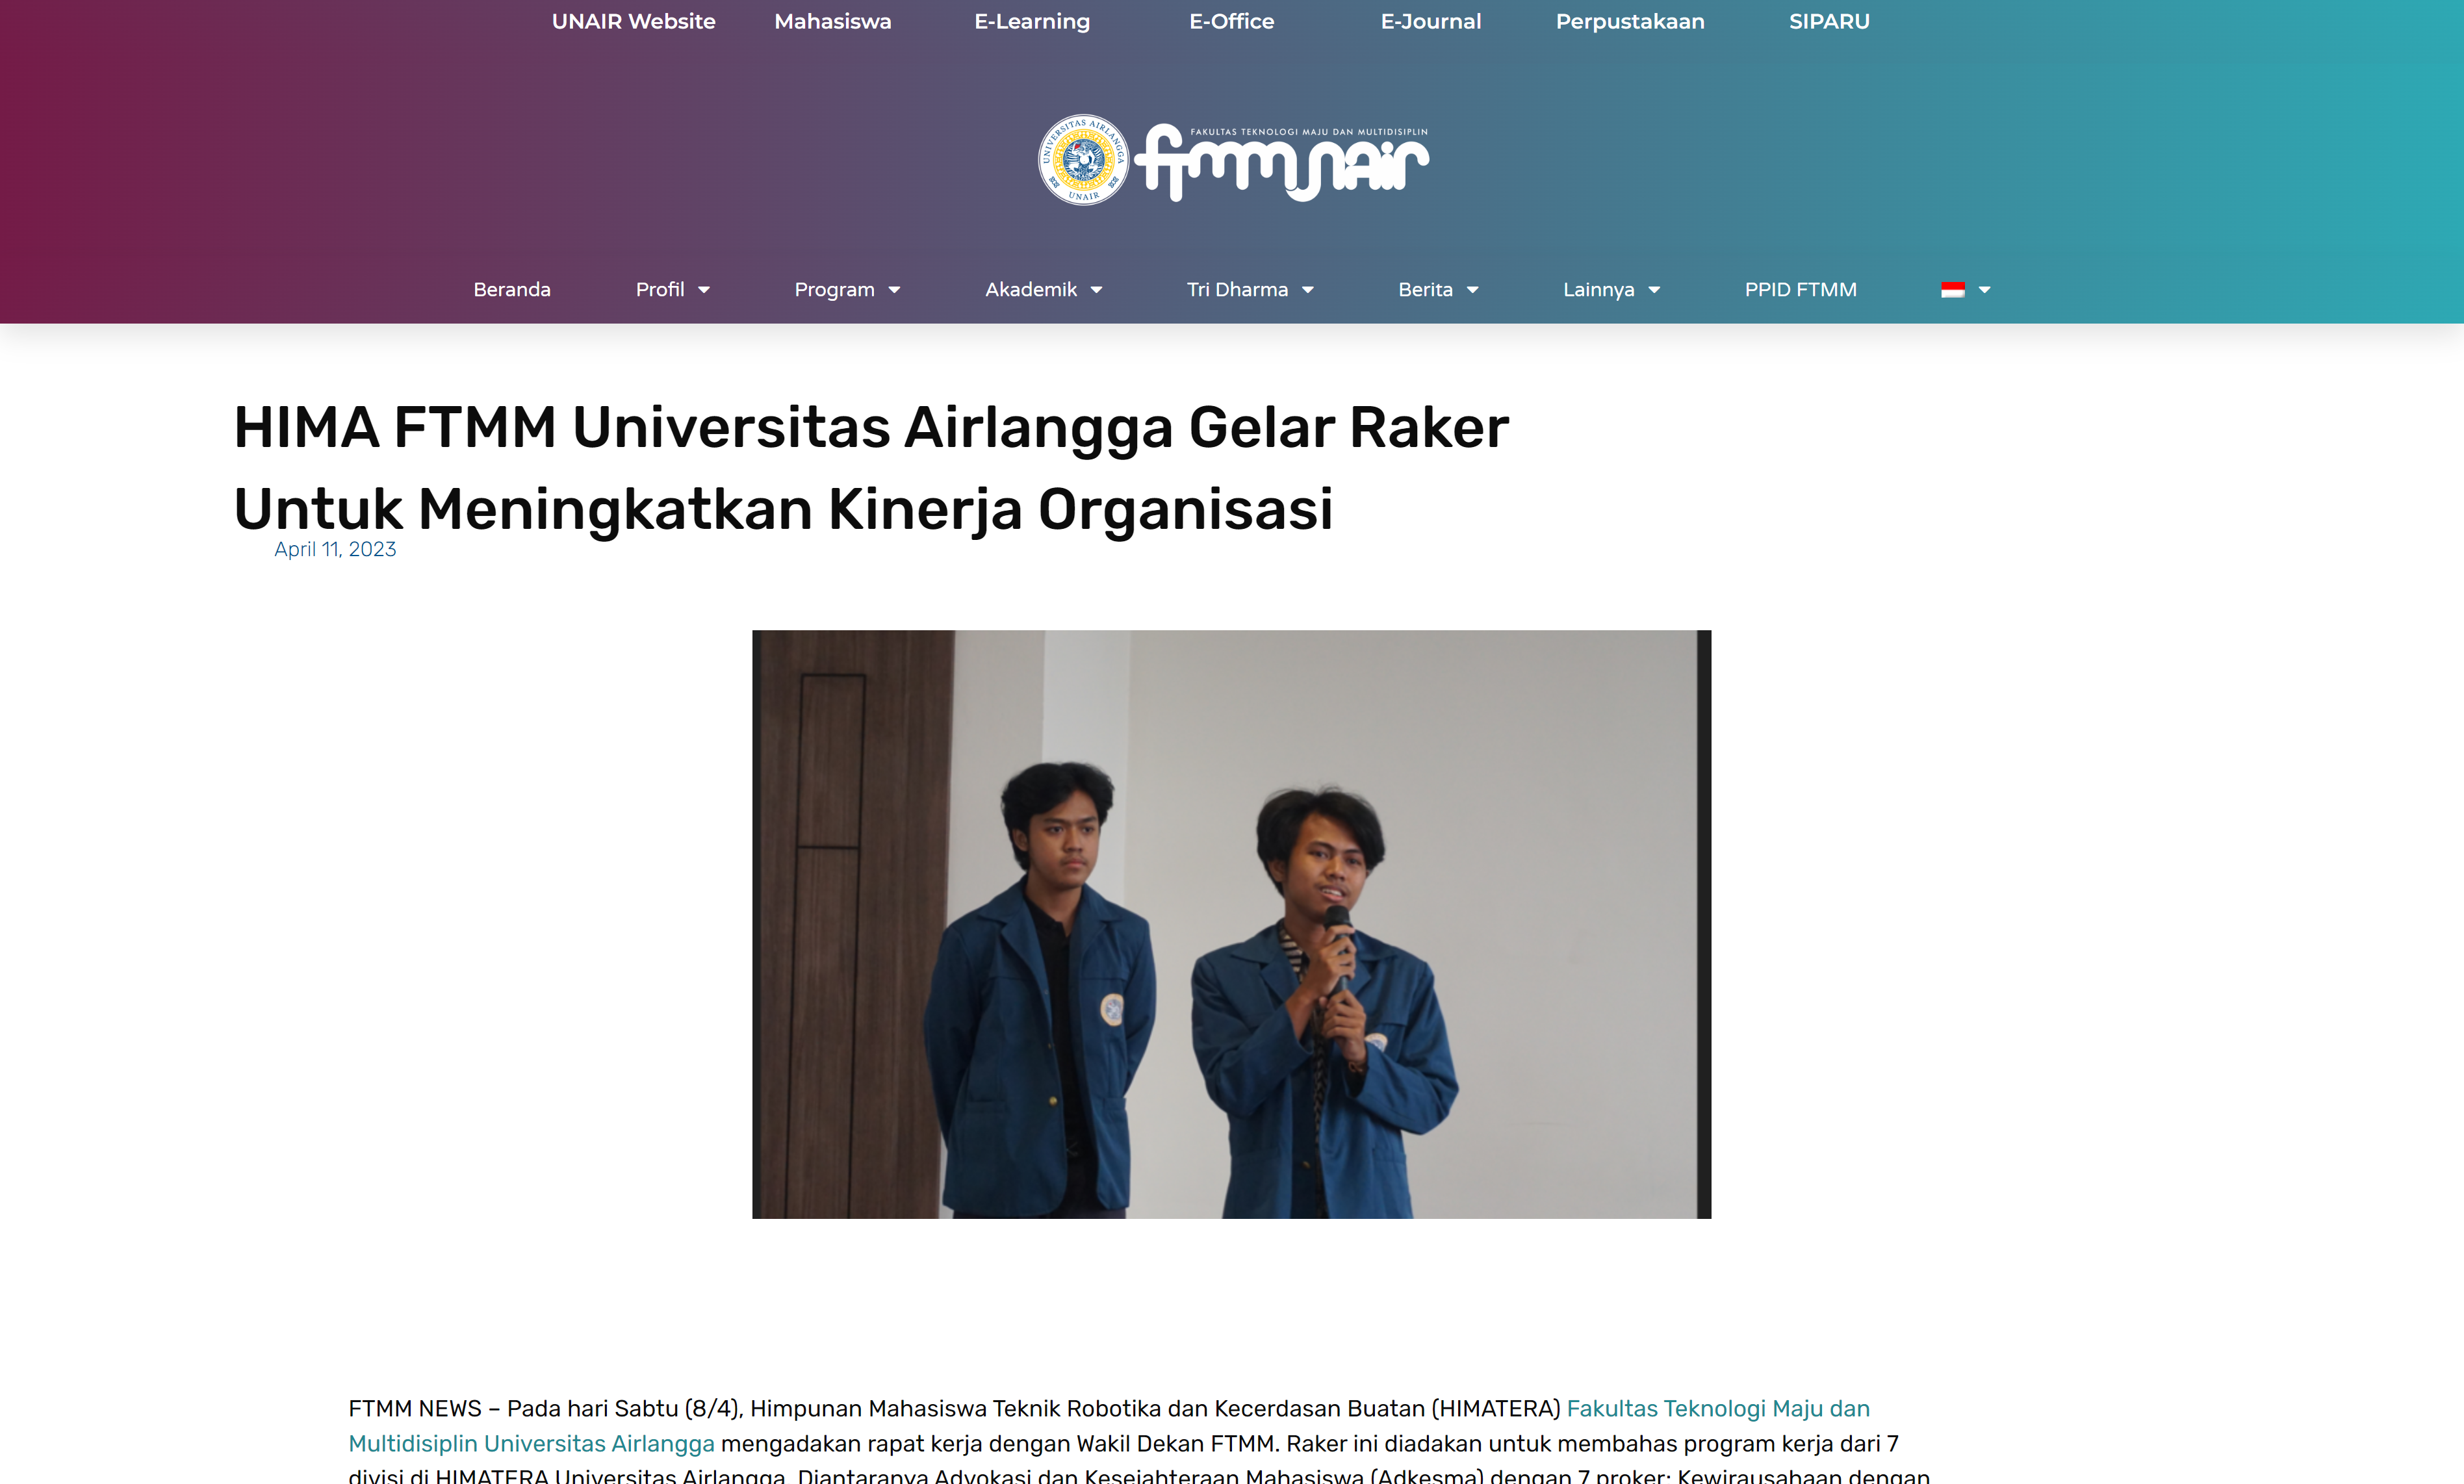 UNAIR Website Mahasiswa E-Learning E-Office E-Journal Perpustakaan SIPARU
UNIVERSITAS AIRLANGGA
UNAIR
FAKULTAS TEKNOLOGI MAJU DAN MULTIDISIPLIN
ftmm unair
Beranda Profil Program Akademik Tri Dharma Berita Lainnya PPID FTMM
HIMA FTMM Universitas Airlangga Gelar Raker
Untuk Meningkatkan Kinerja Organisasi
April 11, 2023
FTMM NEWS – Pada hari Sabtu (8/4), Himpunan Mahasiswa Teknik Robotika dan Kecerdasan Buatan (HIMATERA) Fakultas Teknologi Maju dan
Multidisiplin Universitas Airlangga mengadakan rapat kerja dengan Wakil Dekan FTMM. Raker ini diadakan untuk membahas program kerja dari 7
divisi di HIMATERA Universitas Airlangga. Diantaranya Advokasi dan Kesejahteraan Mahasiswa (Adkesma) dengan 7 proker; Kewirausahaan dengan